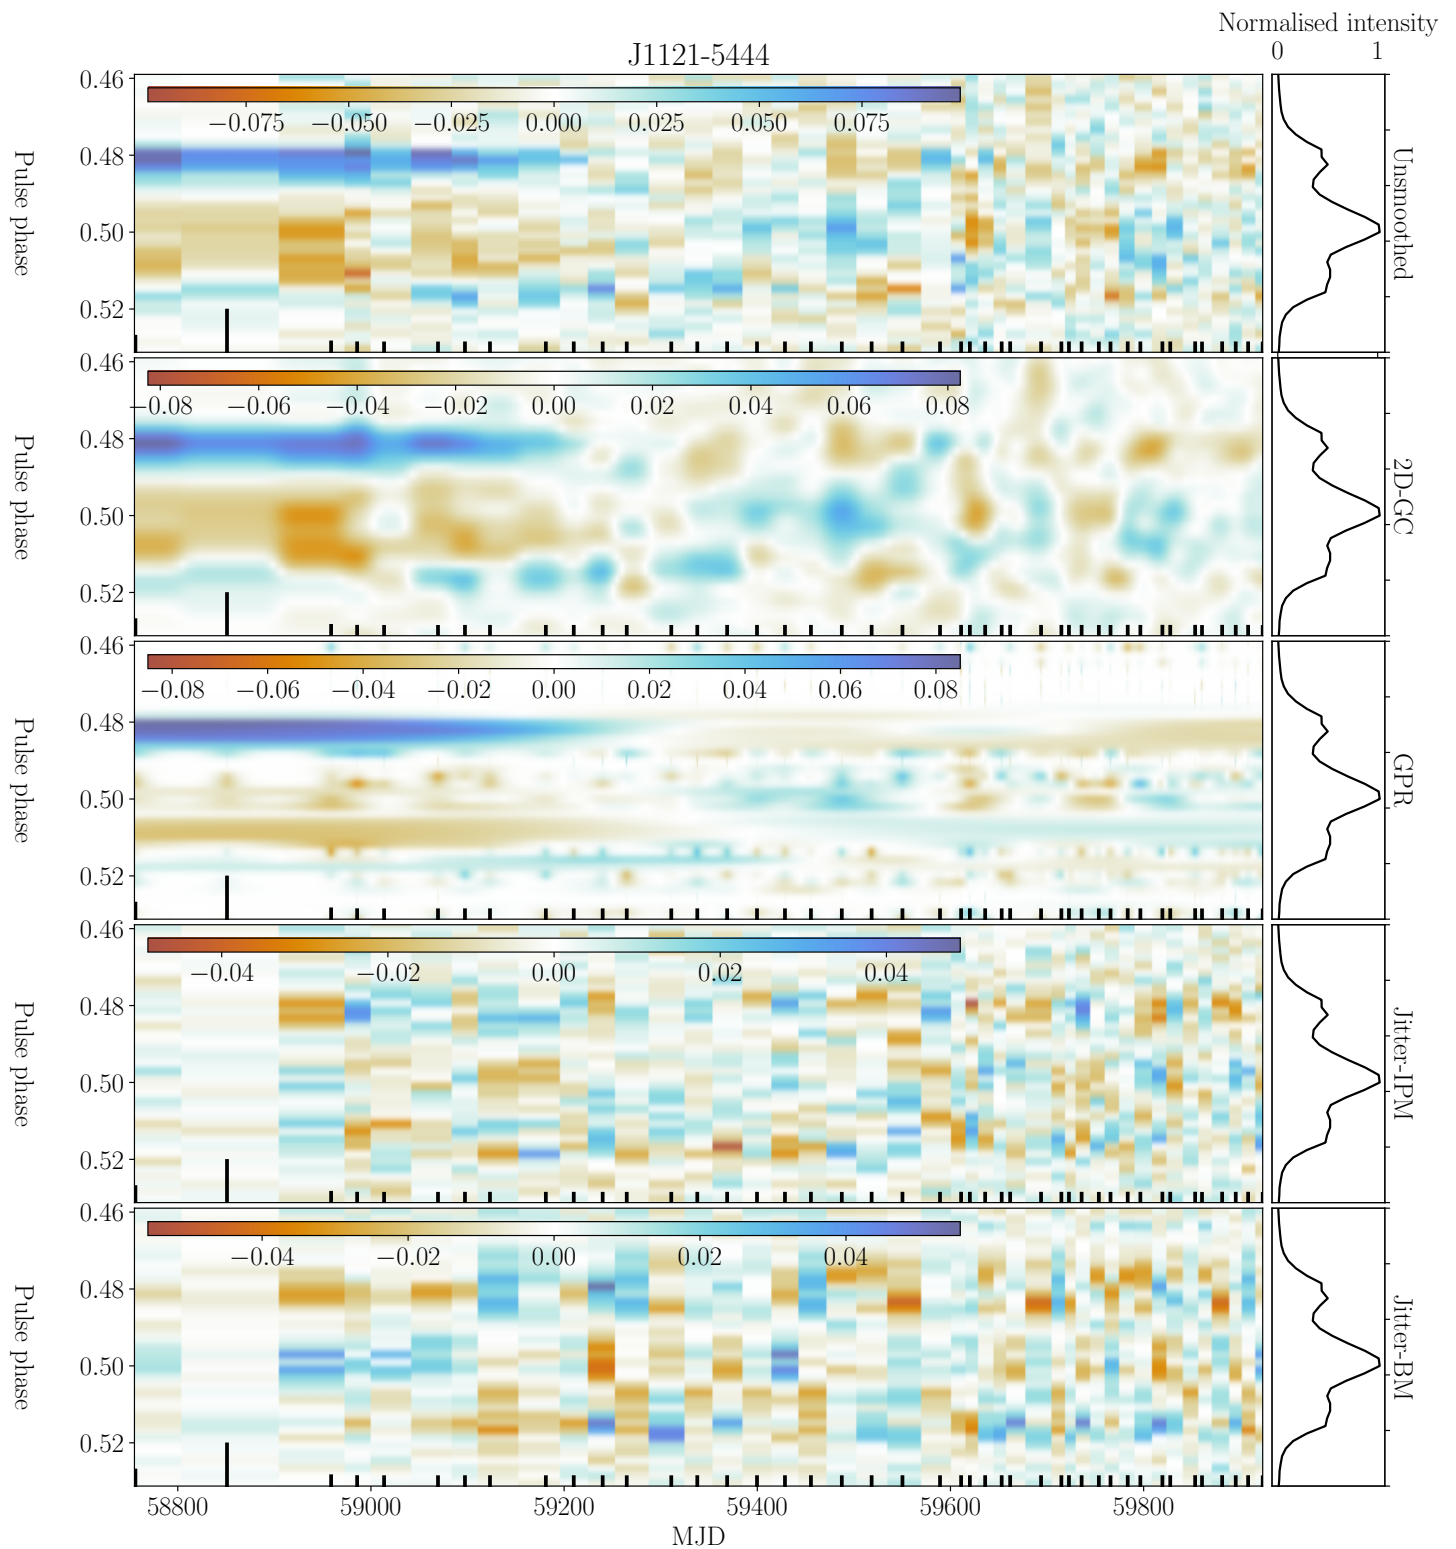 Normalised intensity
J1121-5444
0 1
0.46
0.48
0.50
0.52
Pulse phase
−0.075 −0.050 −0.025 0.000 0.025 0.050 0.075
Unsmoothed
0.46
0.48
0.50
0.52
Pulse phase
−0.08 −0.06 −0.04 −0.02 0.00 0.02 0.04 0.06 0.08
2D-GC
0.46
0.48
0.50
0.52
Pulse phase
−0.08 −0.06 −0.04 −0.02 0.00 0.02 0.04 0.06 0.08
GPR
0.46
0.48
0.50
0.52
Pulse phase
−0.04 −0.02 0.00 0.02 0.04
Jitter-IPM
0.46
0.48
0.50
0.52
Pulse phase
−0.04 −0.02 0.00 0.02 0.04
Jitter-BM
58800 59000 59200 59400 59600 59800
MJD